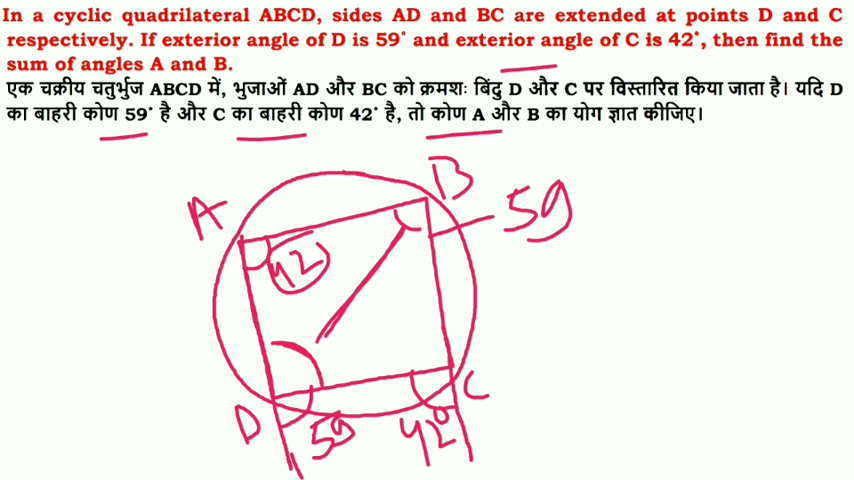 In a cyclic quadrilateral ABCD, sides AD and BC are extended at points D and C
respectively. If exterior angle of D is 59° and exterior angle of C is 42°, then find the
sum of angles A and B.
एक चक्रीय चतुर्भुज ABCD में, भुजाओं AD और BC को क्रमशः बिंदु D और C पर विस्तारित किया जाता है। यदि D
का बाहरी कोण 59° है और C का बाहरी कोण 42° है, तो कोण A और B का योग ज्ञात कीजिए।
B
A
59
42
C
D
59
42°